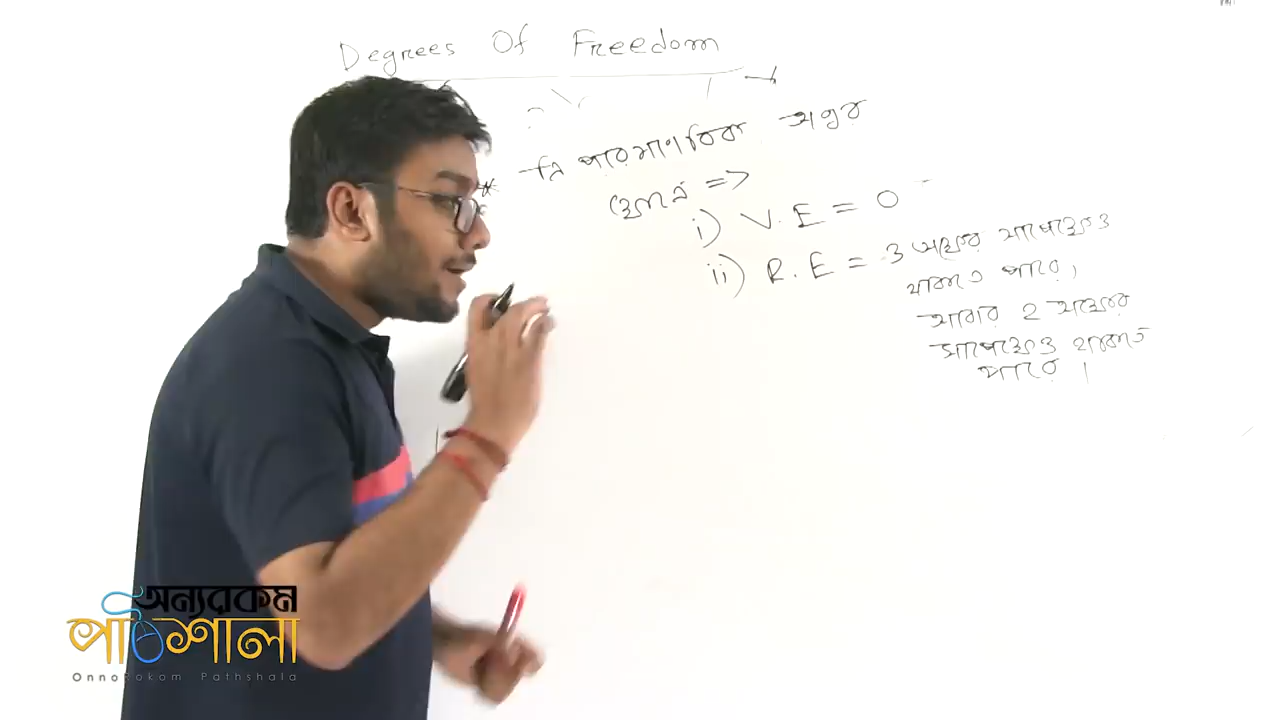 Degrees Of Freedom
* ত্রি পারমাণবিক অণুর
ক্ষেত্রে =>
i) V.E = 0
ii) R.E = 3 অক্ষের সাপেক্ষেও
থাকতে পারে।
আবার 2 অক্ষের
সাপেক্ষেও থাকতে
পারে।
অন্যরকম
পাঠশালা
OnnoRokom Pathshala